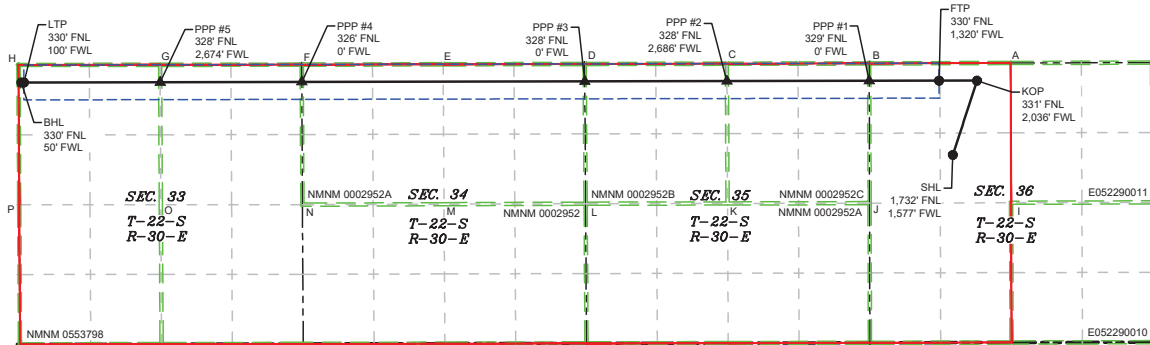 LTP
330' FNL
100' FWL
PPP #5
328' FNL
2,674' FWL
PPP #4
326' FNL
0' FWL
PPP #3
328' FNL
0' FWL
PPP #2
328' FNL
2,686' FWL
PPP #1
329' FNL
0' FWL
FTP
330' FNL
1,320' FWL
H
G
F
E
D
C
B
A
BHL
330' FNL
50' FWL
KOP
331' FNL
2,036' FWL
SHL
1,732' FNL
1,577' FWL
P
SEC. 33
O
T-22-S
R-30-E
NMNM 0002952A
N
SEC. 34
M
T-22-S
R-30-E
NMNM 0002952B
NMNM 0002952
L
SEC. 35
K
T-22-S
R-30-E
NMNM 0002952C
NMNM 0002952A
J
SEC. 36
I
T-22-S
R-30-E
E052290011
NMNM 0553798
E052290010